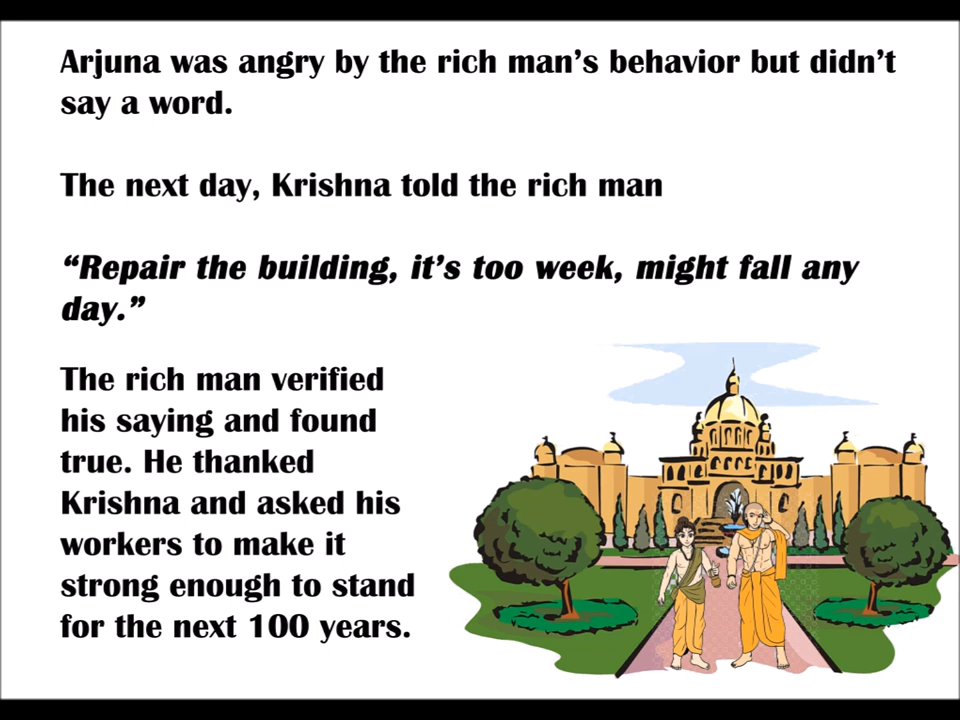 Arjuna was angry by the rich man’s behavior but didn’t
say a word.
The next day, Krishna told the rich man
“Repair the building, it’s too week, might fall any
day.”
The rich man verified
his saying and found
true. He thanked
Krishna and asked his
workers to make it
strong enough to stand
for the next 100 years.